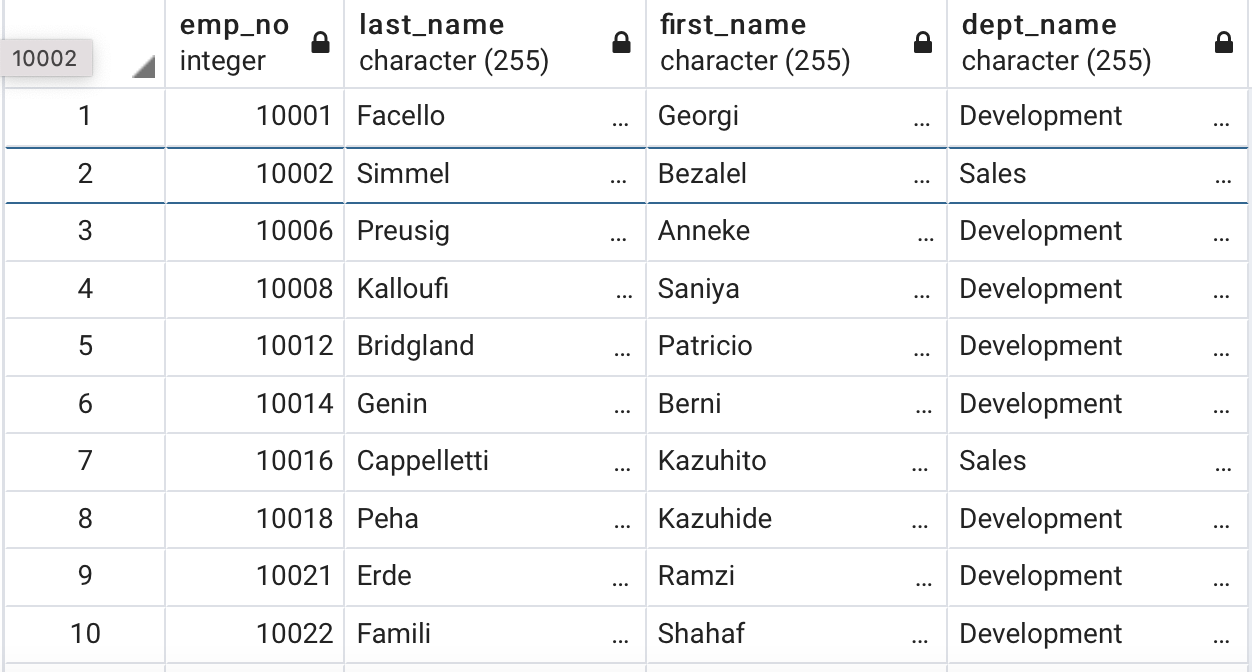 emp_no last_name first_name dept_name
integer character (255) character (255) character (255)
10002
1 10001 Facello ... Georgi ... Development ...
2 10002 Simmel ... Bezalel ... Sales ...
3 10006 Preusig ... Anneke ... Development ...
4 10008 Kalloufi ... Saniya ... Development ...
5 10012 Bridgland ... Patricio ... Development ...
6 10014 Genin ... Berni ... Development ...
7 10016 Cappelletti ... Kazuhito ... Sales ...
8 10018 Peha ... Kazuhide ... Development ...
9 10021 Erde ... Ramzi ... Development ...
10 10022 Famili ... Shahaf ... Development ...